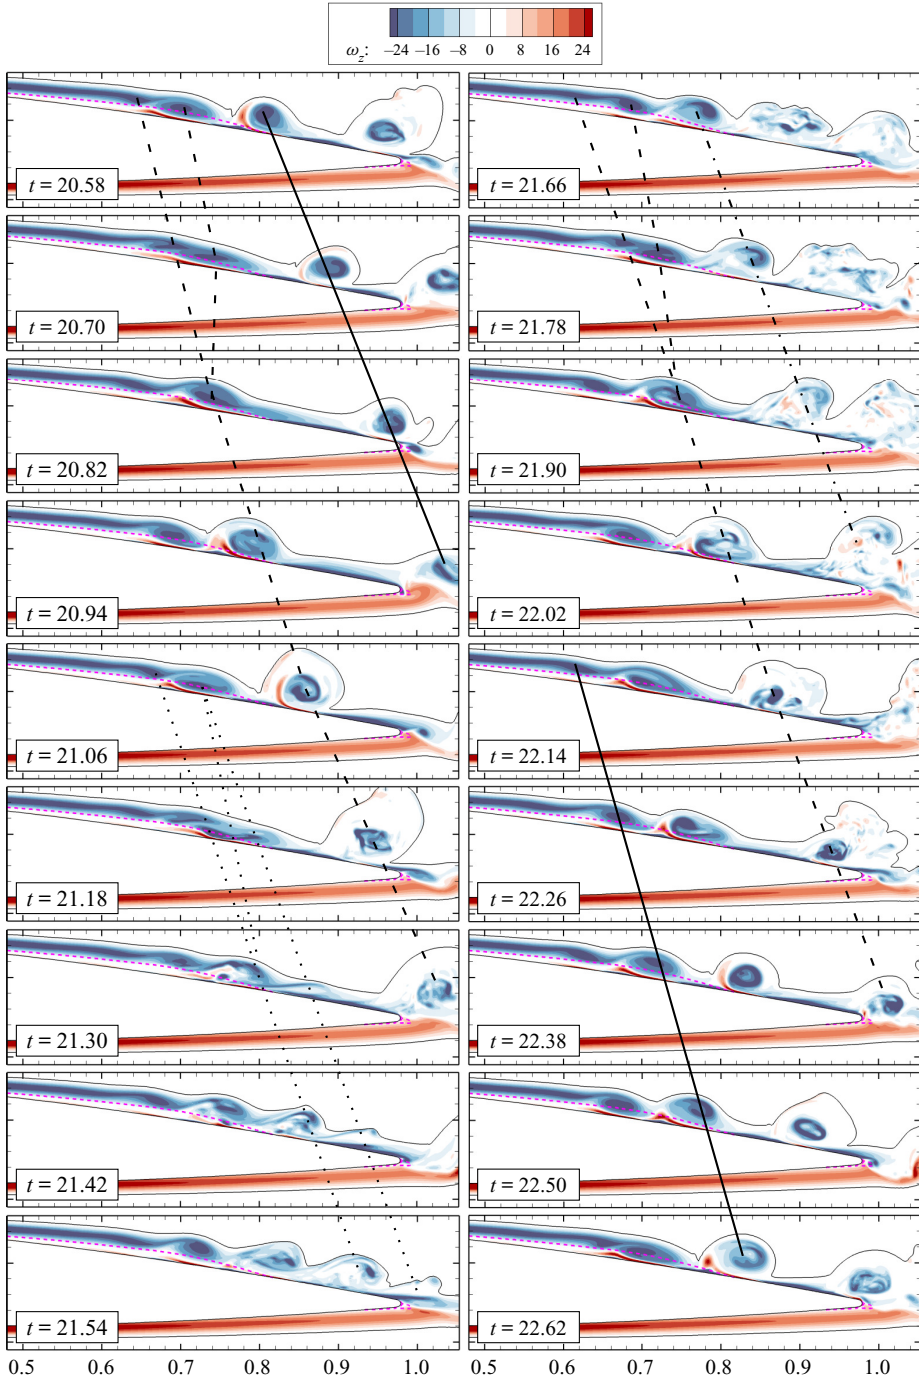 ω_z: −24 −16 −8 0 8 16 24
t = 20.58
t = 20.70
t = 20.82
t = 20.94
t = 21.06
t = 21.18
t = 21.30
t = 21.42
t = 21.54
0.5 0.6 0.7 0.8 0.9 1.0
t = 21.66
t = 21.78
t = 21.90
t = 22.02
t = 22.14
t = 22.26
t = 22.38
t = 22.50
t = 22.62
0.5 0.6 0.7 0.8 0.9 1.0